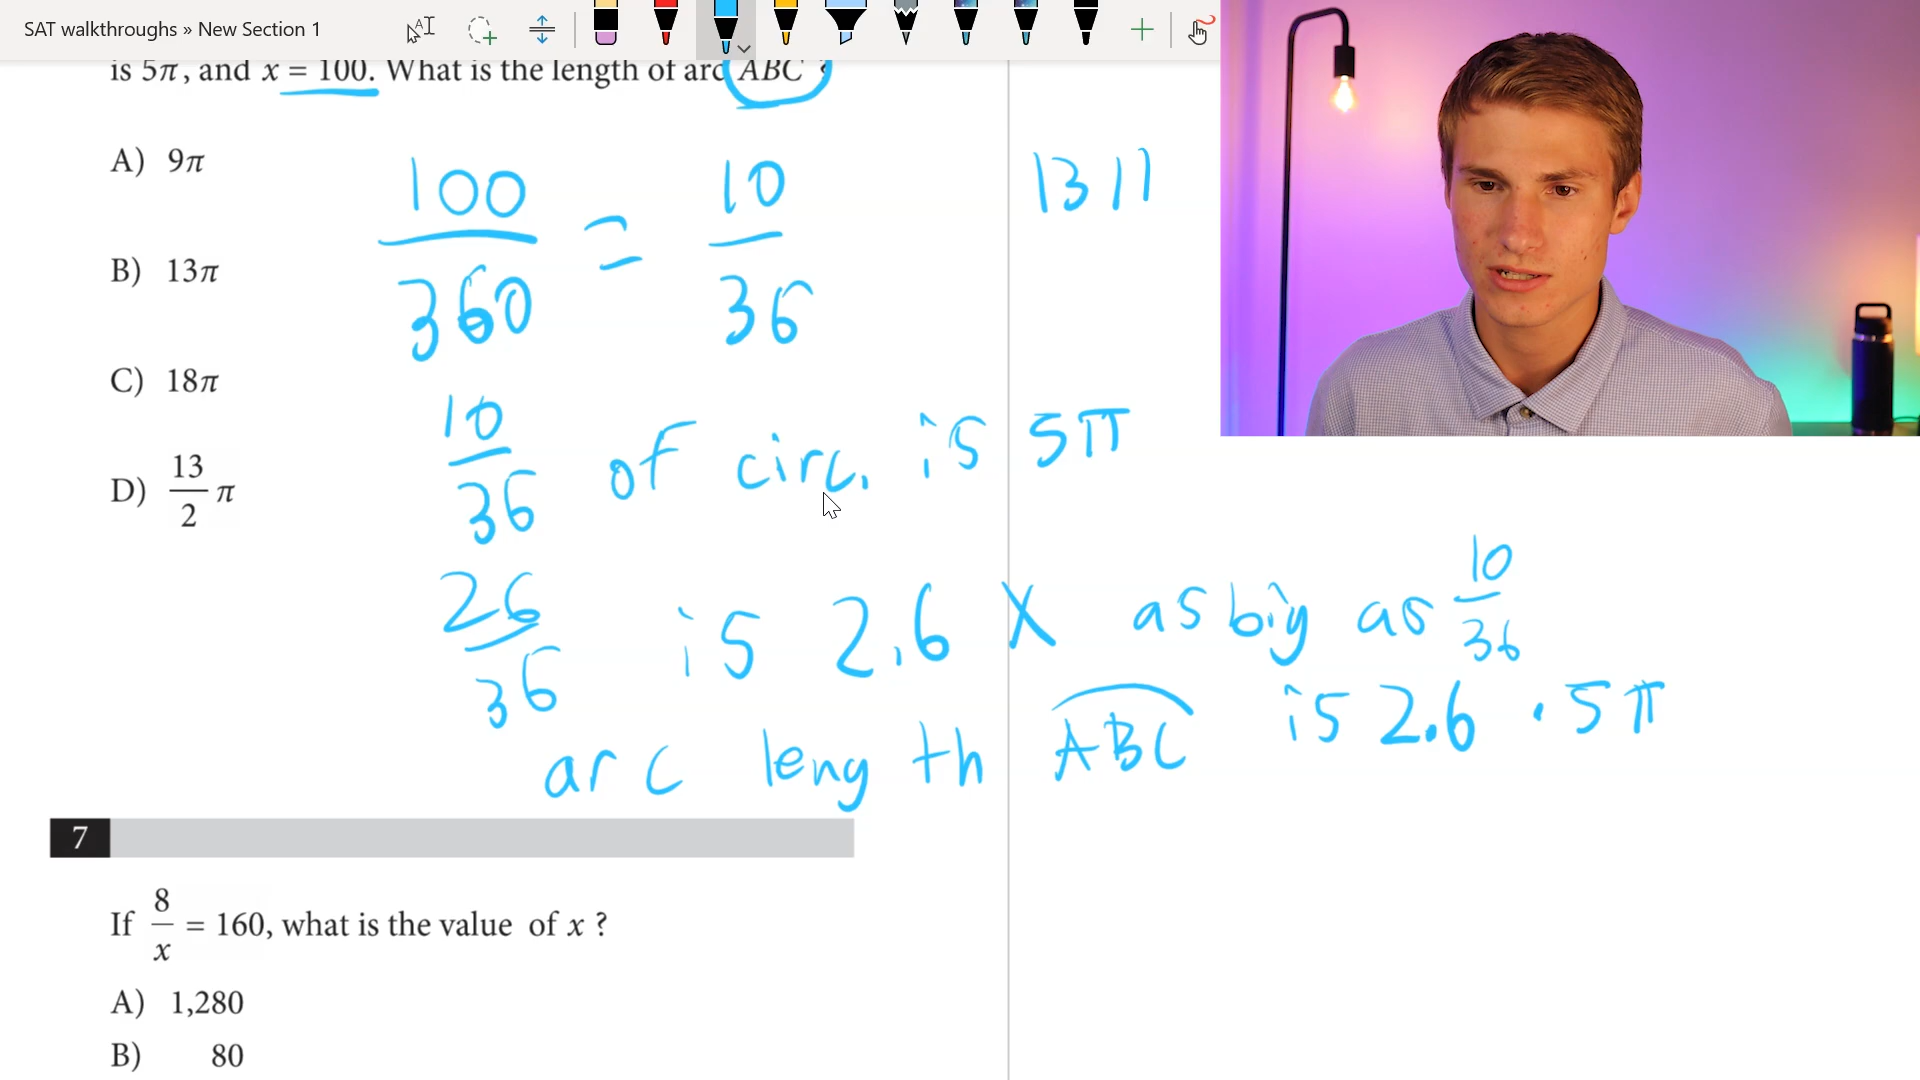 SAT walkthroughs » New Section 1
is 5π, and x = 100. What is the length of arc ABC ?
A) 9π
B) 13π
C) 18π
D) 13/2 π
100/360 = 10/36
13π
10/36 of circ. is 5π
26/36 is 2.6 X as big as 10/36
arc length ABC is 2.6 · 5π
7
If 8/x = 160, what is the value of x ?
A) 1,280
B) 80